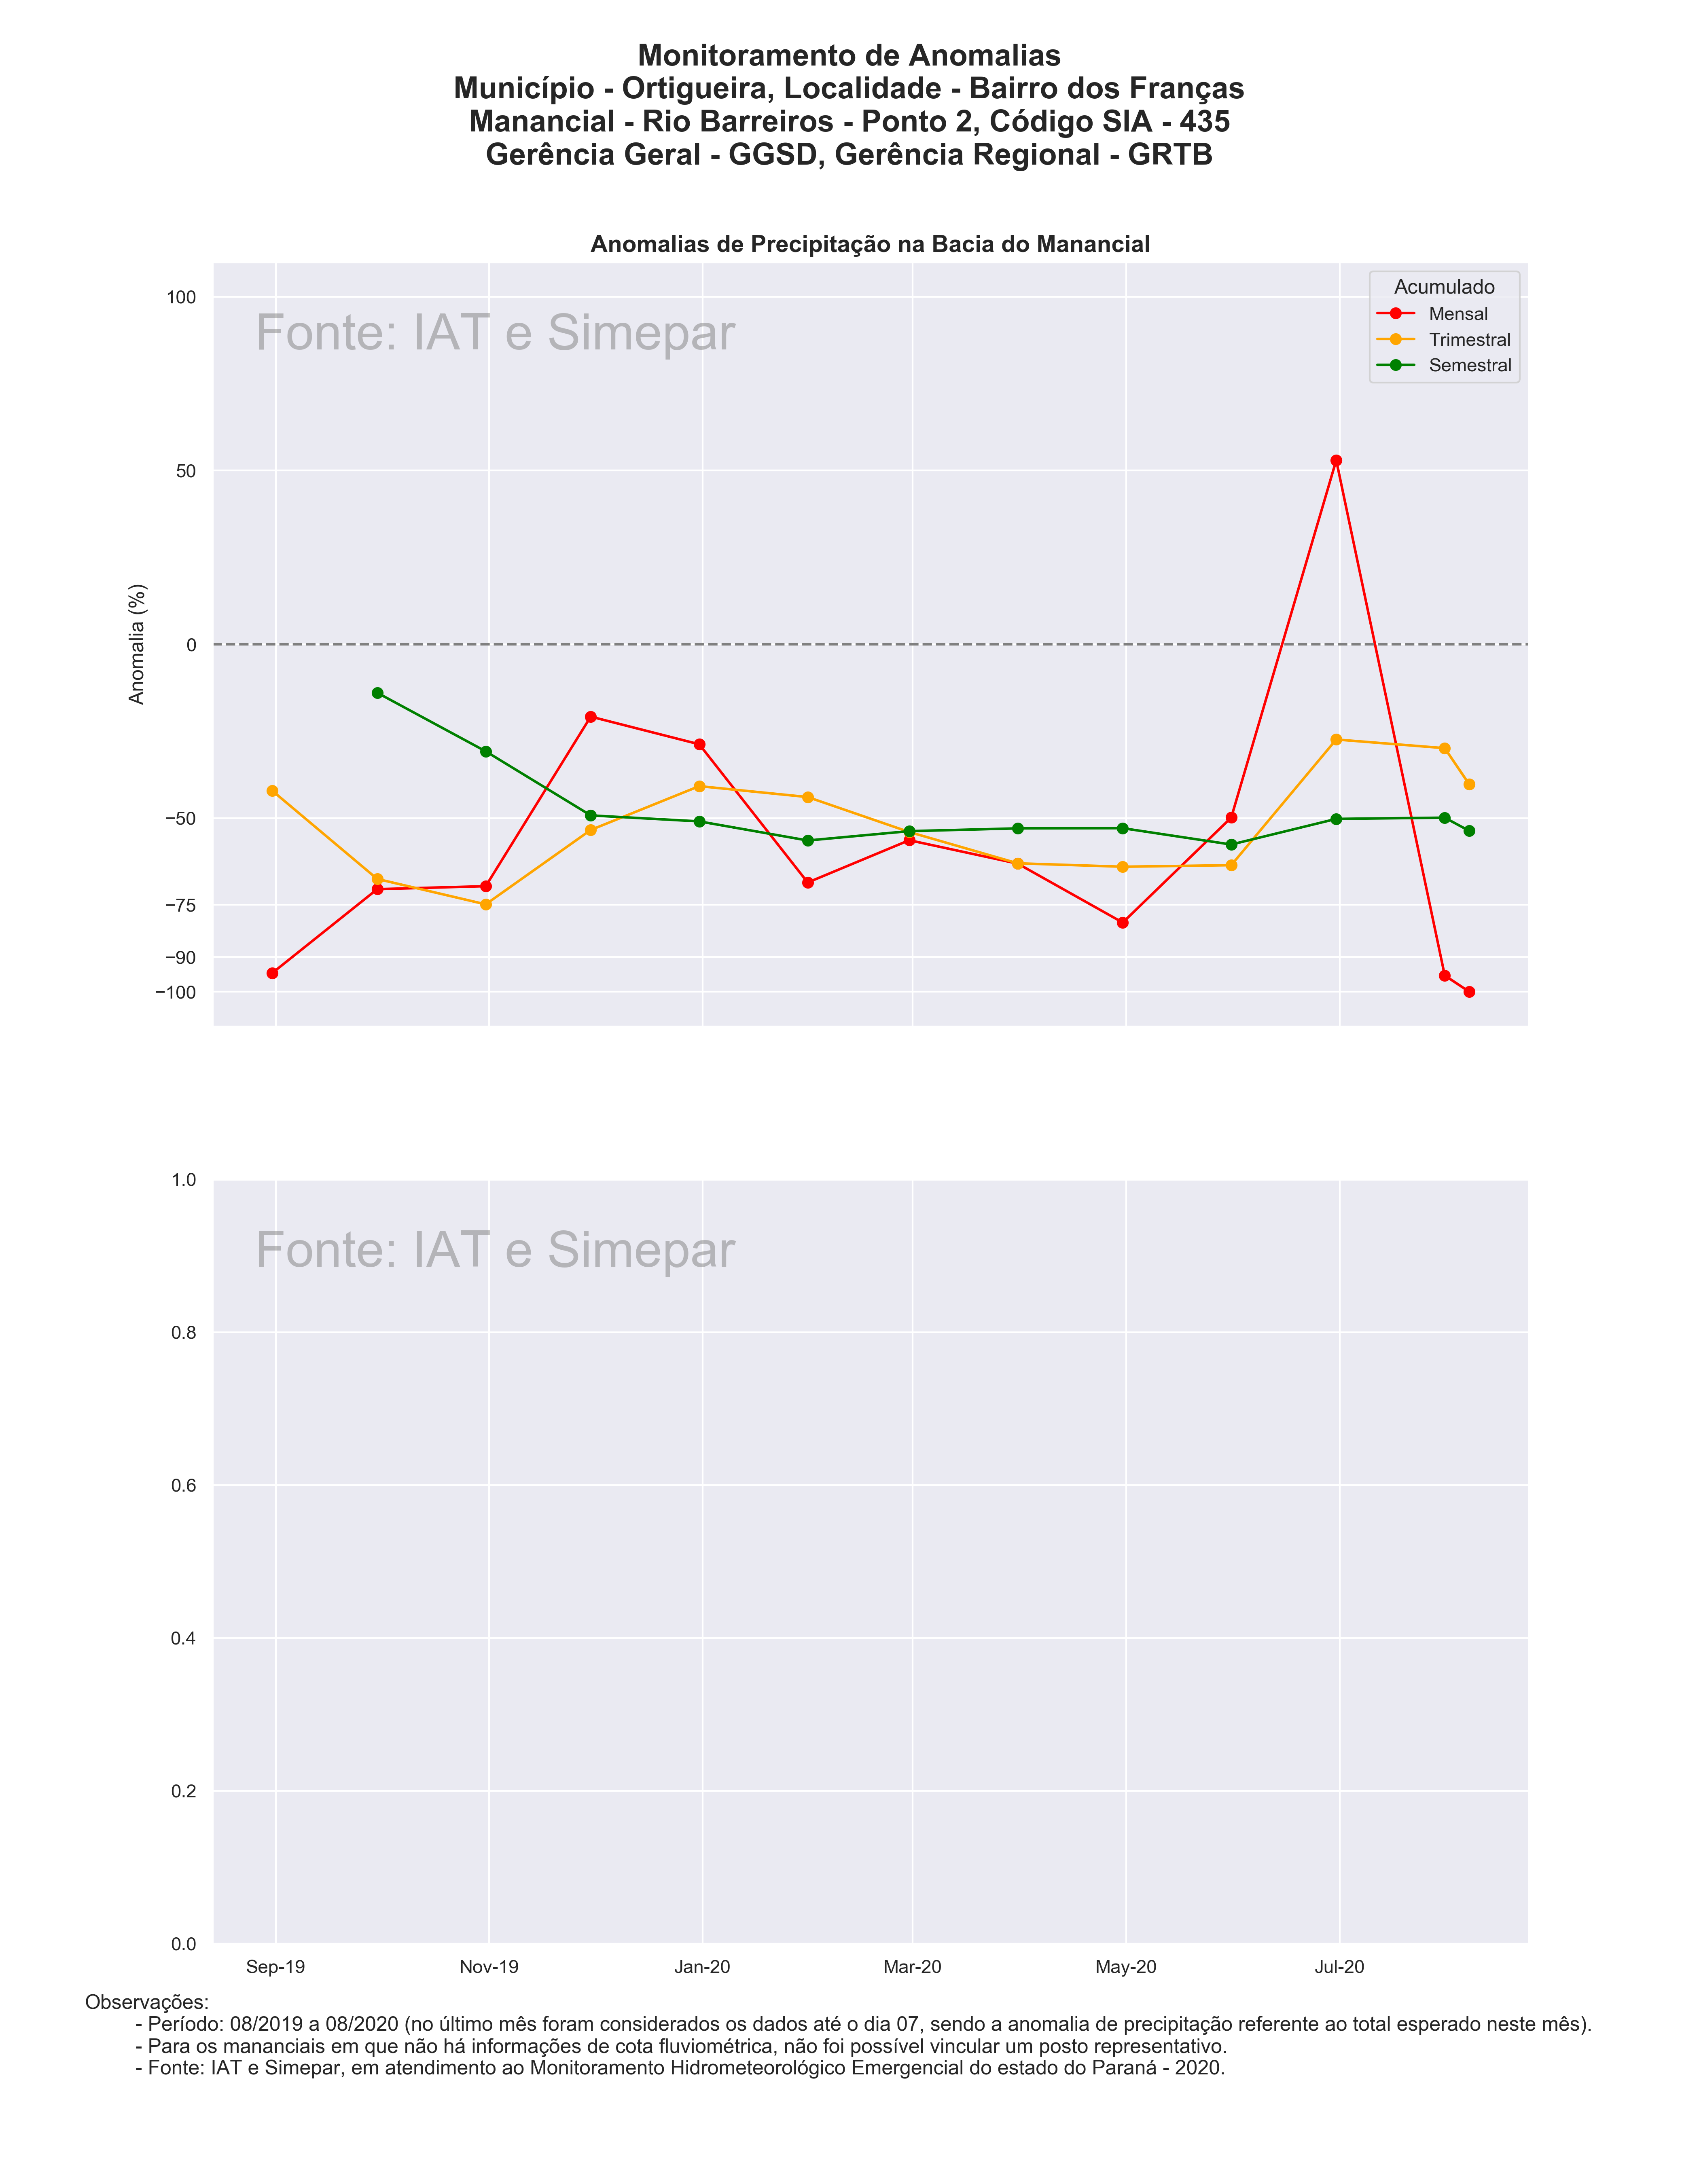 Monitoramento de Anomalias
Município - Ortigueira, Localidade - Bairro dos Franças
Manancial - Rio Barreiros - Ponto 2, Código SIA - 435
Gerência Geral - GGSD, Gerência Regional - GRTB
Anomalias de Precipitação na Bacia do Manancial
Fonte: IAT e Simepar
Acumulado
Mensal
Trimestral
Semestral
Anomalia (%)
100
50
0
−50
−75
−90
−100
Fonte: IAT e Simepar
1.0
0.8
0.6
0.4
0.2
0.0
Sep-19 Nov-19 Jan-20 Mar-20 May-20 Jul-20
Observações:
- Período: 08/2019 a 08/2020 (no último mês foram considerados os dados até o dia 07, sendo a anomalia de precipitação referente ao total esperado neste mês).
- Para os mananciais em que não há informações de cota fluviométrica, não foi possível vincular um posto representativo.
- Fonte: IAT e Simepar, em atendimento ao Monitoramento Hidrometeorológico Emergencial do estado do Paraná - 2020.